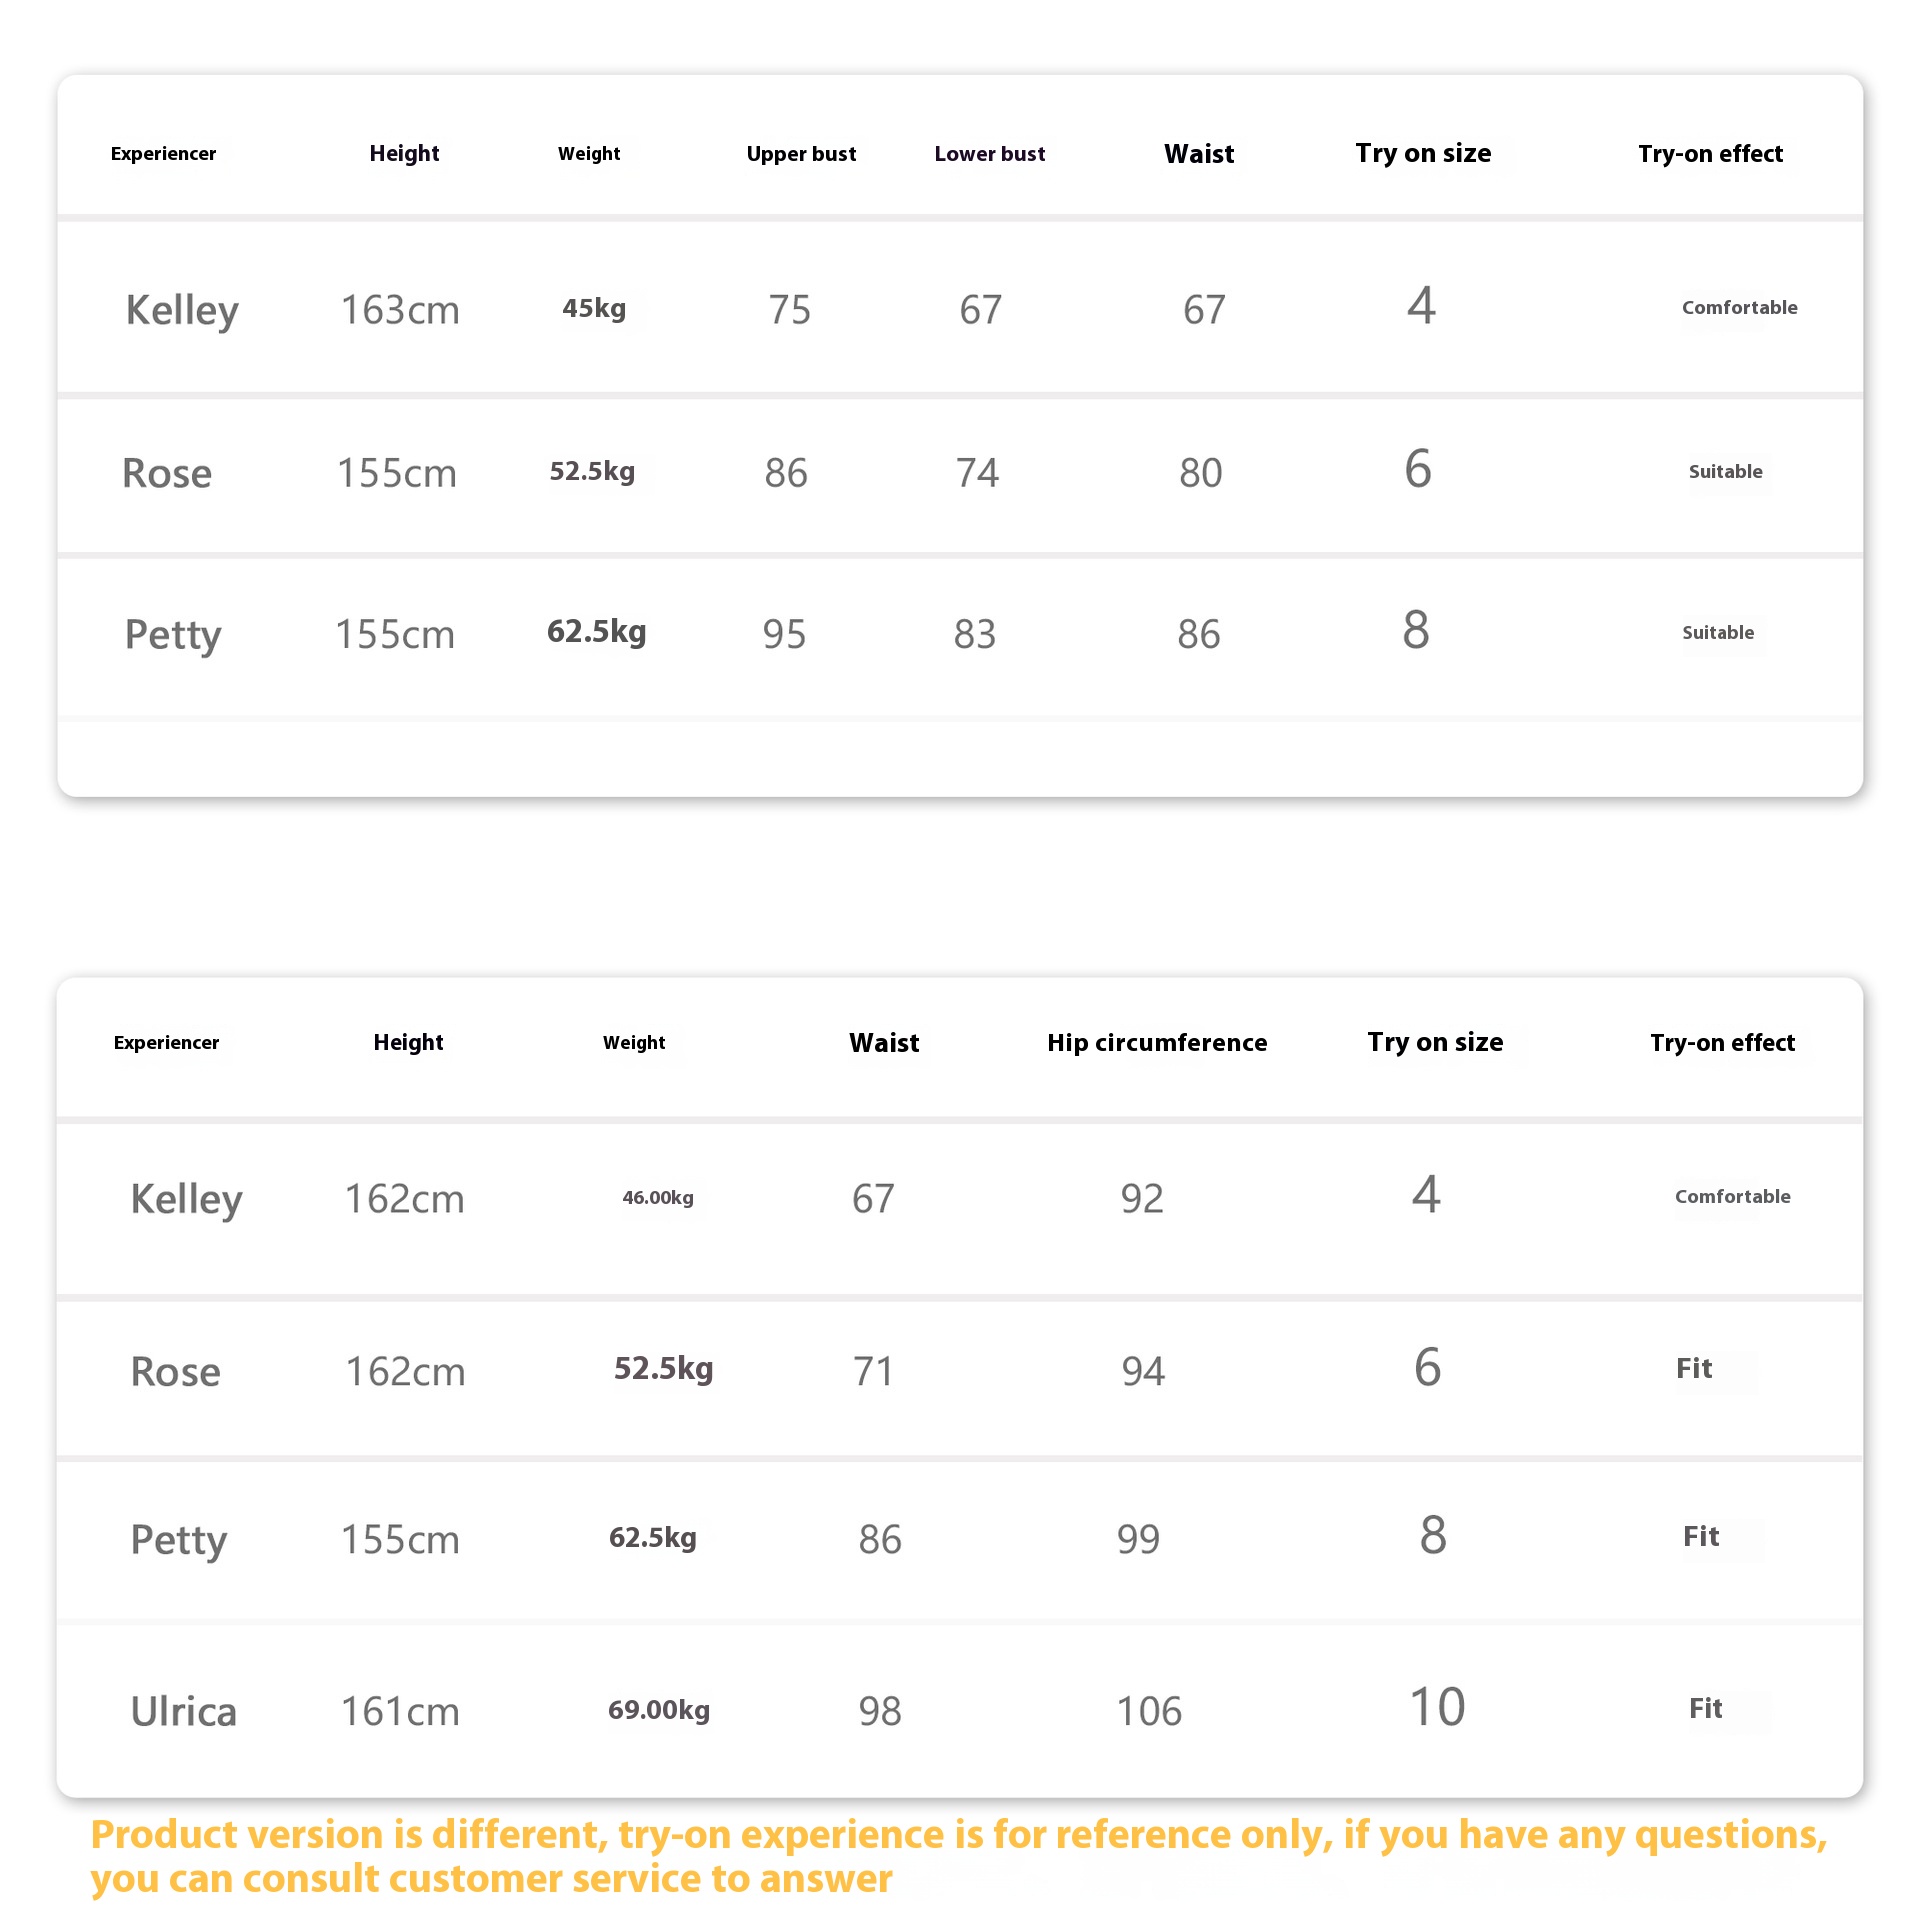 Experiencer Height Weight Upper bust Lower bust Waist Try on size Try-on effect
Kelley 163cm 45kg 75 67 67 4 Comfortable
Rose 155cm 52.5kg 86 74 80 6 Suitable
Petty 155cm 62.5kg 95 83 86 8 Suitable
Experiencer Height Weight Waist Hip circumference Try on size Try-on effect
Kelley 162cm 46.00kg 67 92 4 Comfortable
Rose 162cm 52.5kg 71 94 6 Fit
Petty 155cm 62.5kg 86 99 8 Fit
Ulrica 161cm 69.00kg 98 106 10 Fit
Product version is different, try-on experience is for reference only, if you have any questions,
you can consult customer service to answer